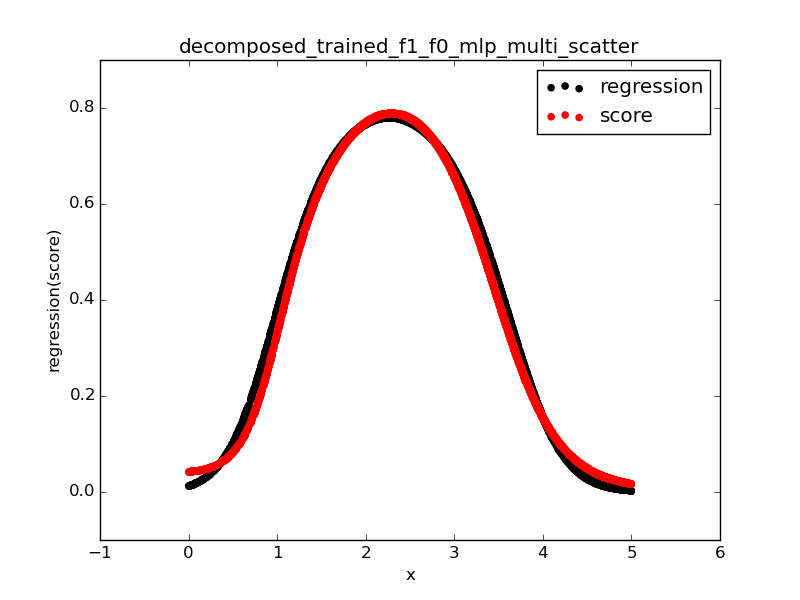 decomposed_trained_f1_f0_mlp_multi_scatter
regression
score
regression(score)
0.8
0.6
0.4
0.2
0.0
−1
0
1
2
3
4
5
6
x